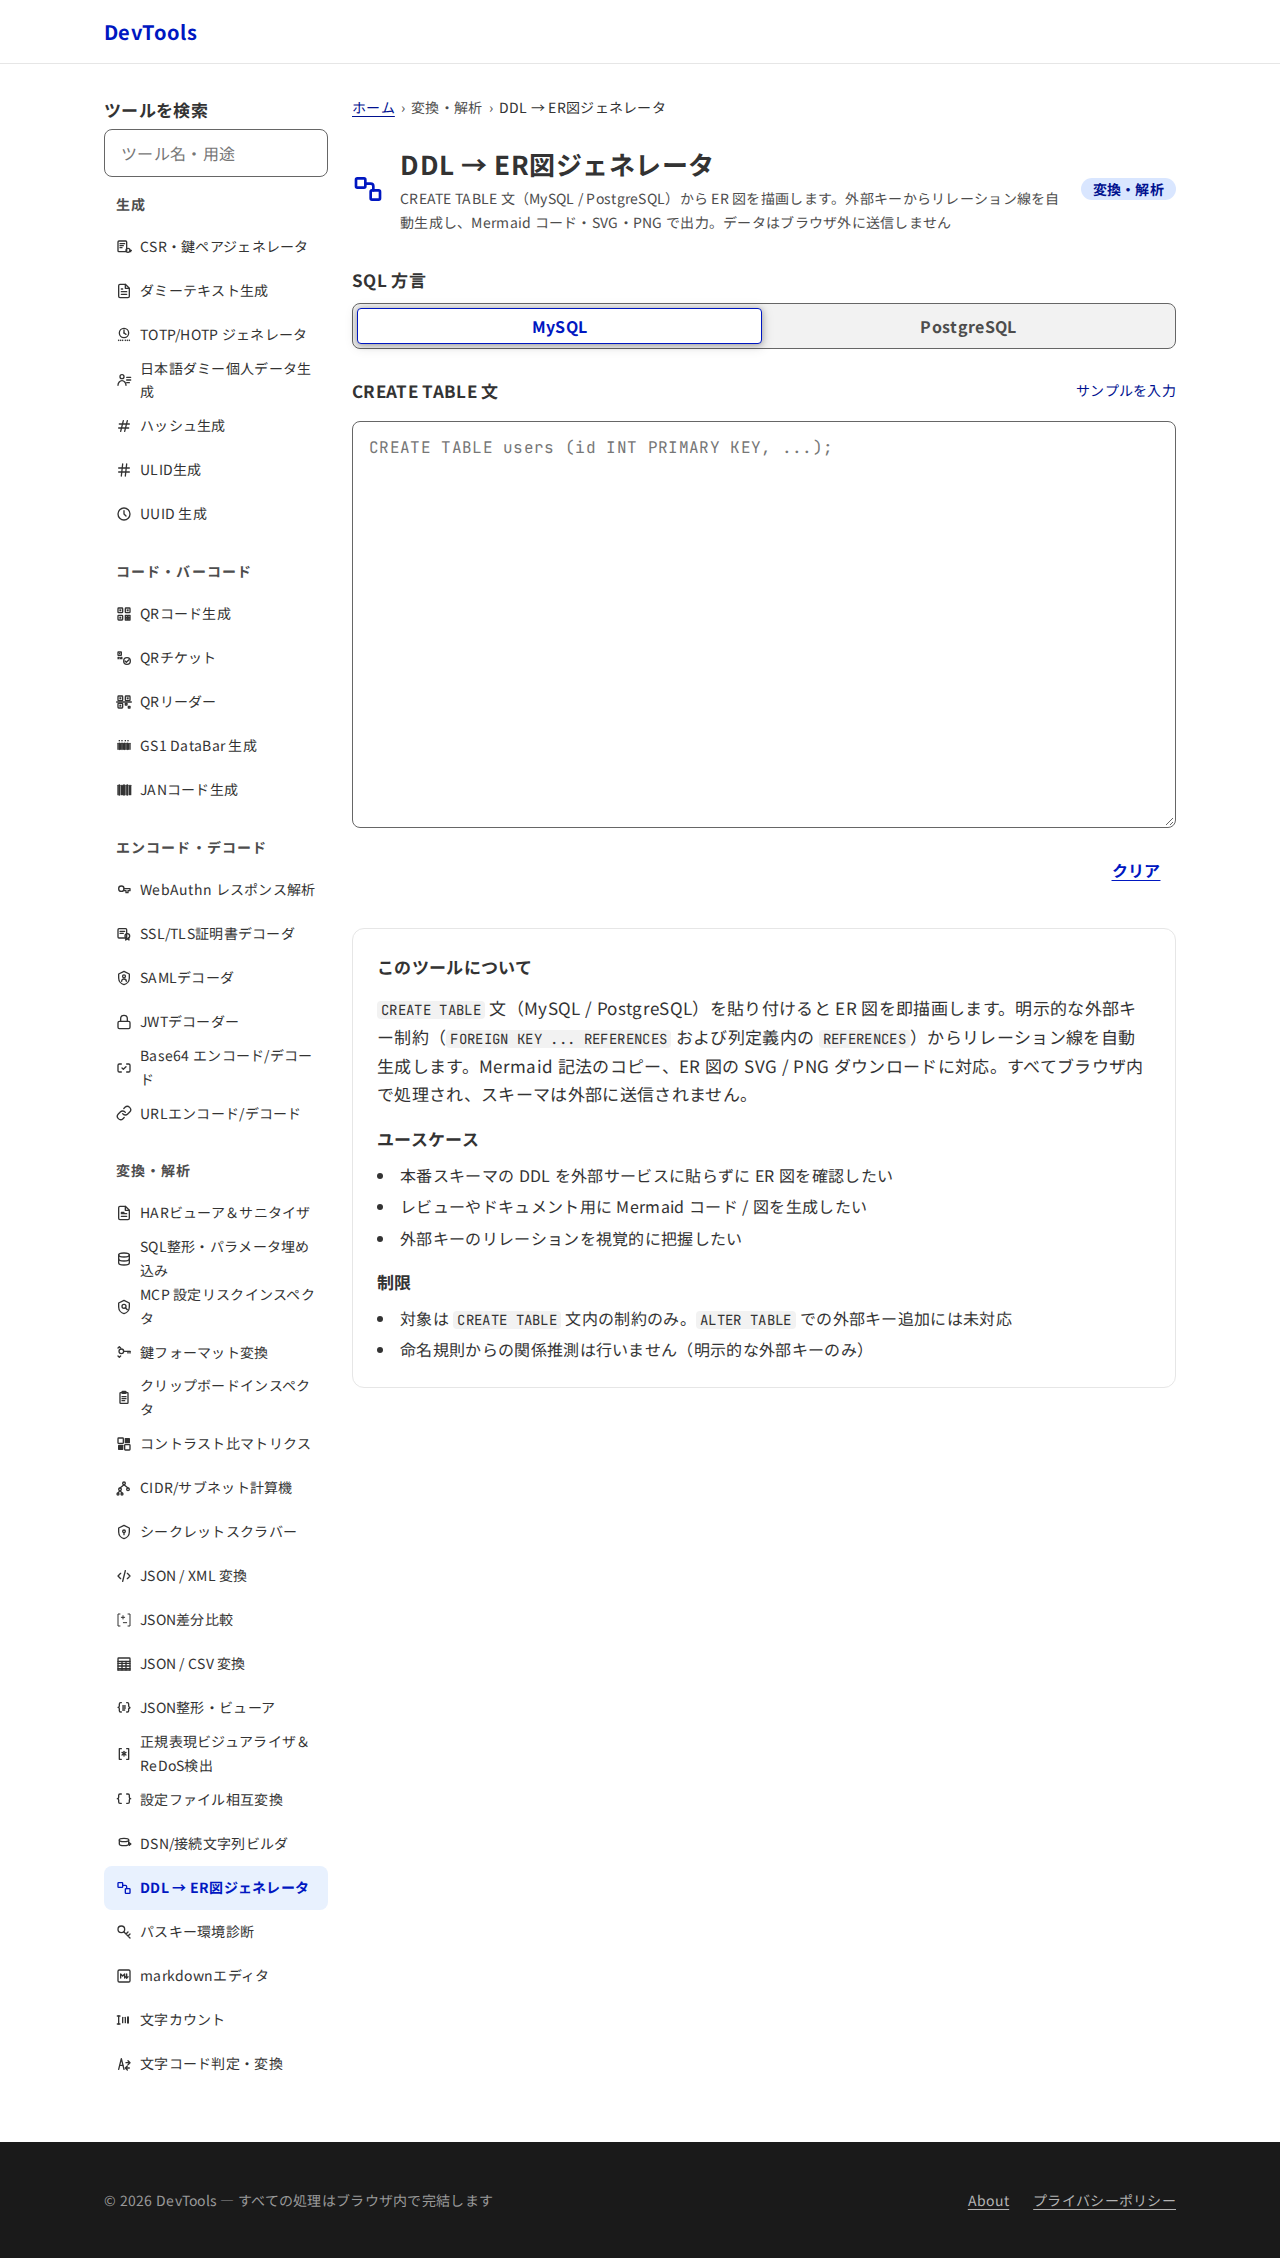 DevTools
ツールを検索
ツール名・用途
生成
CSR・鍵ペアジェネレータ
ダミーテキスト生成
TOTP/HOTP ジェネレータ
日本語ダミー個人データ生
成
ハッシュ生成
ULID生成
UUID 生成
コード・バーコード
QRコード生成
QRチケット
QRリーダー
GS1 DataBar 生成
JANコード生成
エンコード・デコード
WebAuthn レスポンス解析
SSL/TLS証明書デコーダ
SAMLデコーダ
JWTデコーダー
Base64 エンコード/デコー
ド
URLエンコード/デコード
変換・解析
HARビューア＆サニタイザ
SQL整形・パラメータ埋め
込み
MCP 設定リスクインスペク
タ
鍵フォーマット変換
クリップボードインスペク
タ
コントラスト比マトリクス
CIDR/サブネット計算機
シークレットスクラバー
JSON / XML 変換
JSON差分比較
JSON / CSV 変換
JSON整形・ビューア
正規表現ビジュアライザ＆
ReDoS検出
設定ファイル相互変換
DSN/接続文字列ビルダ
DDL → ER図ジェネレータ
パスキー環境診断
markdownエディタ
文字カウント
文字コード判定・変換
ホーム › 変換・解析 › DDL → ER図ジェネレータ
DDL → ER図ジェネレータ
CREATE TABLE 文（MySQL / PostgreSQL）から ER 図を描画します。外部キーからリレーション線を自
動生成し、Mermaid コード・SVG・PNG で出力。データはブラウザ外に送信しません
変換・解析
SQL 方言
MySQL
PostgreSQL
CREATE TABLE 文
サンプルを入力
CREATE TABLE users (id INT PRIMARY KEY, ...);
クリア
このツールについて
CREATE TABLE 文（MySQL / PostgreSQL）を貼り付けると ER 図を即描画します。明示的な外部キ
ー制約（ FOREIGN KEY ... REFERENCES および列定義内の REFERENCES ）からリレーション線を自動
生成します。Mermaid 記法のコピー、ER 図の SVG / PNG ダウンロードに対応。すべてブラウザ内
で処理され、スキーマは外部に送信されません。
ユースケース
本番スキーマの DDL を外部サービスに貼らずに ER 図を確認したい
レビューやドキュメント用に Mermaid コード / 図を生成したい
外部キーのリレーションを視覚的に把握したい
制限
対象は CREATE TABLE 文内の制約のみ。ALTER TABLE での外部キー追加には未対応
命名規則からの関係推測は行いません（明示的な外部キーのみ）
© 2026 DevTools — すべての処理はブラウザ内で完結します
About
プライバシーポリシー